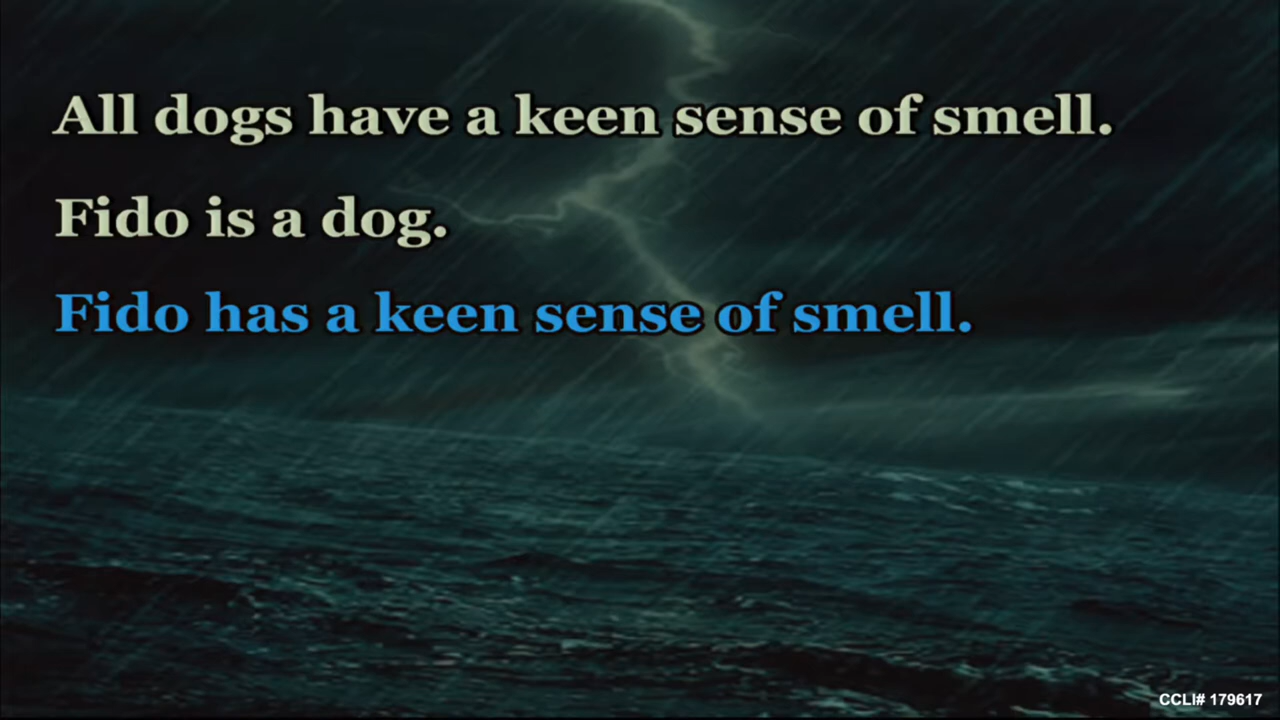 All dogs have a keen sense of smell.
Fido is a dog.
Fido has a keen sense of smell.
CCLI# 179617